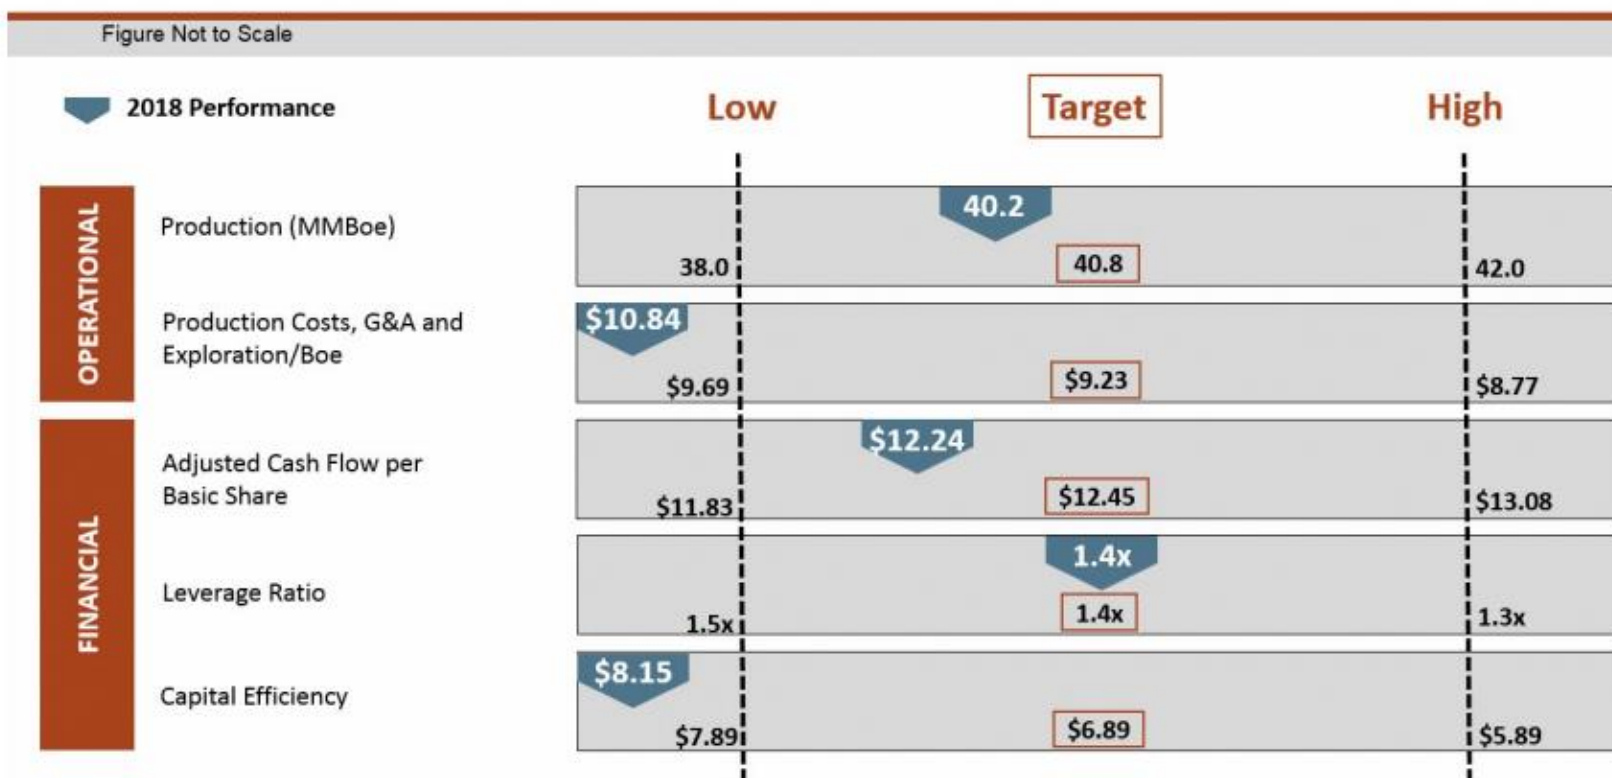 Figure Not to Scale
2018 Performance
Low
Target
High
OPERATIONAL
Production (MMBoe)
40.2
38.0
40.8
42.0
Production Costs, G&A and
Exploration/Boe
$10.84
$9.69
$9.23
$8.77
FINANCIAL
Adjusted Cash Flow per
Basic Share
$12.24
$11.83
$12.45
$13.08
Leverage Ratio
1.4x
1.5x
1.4x
1.3x
Capital Efficiency
$8.15
$7.89
$6.89
$5.89